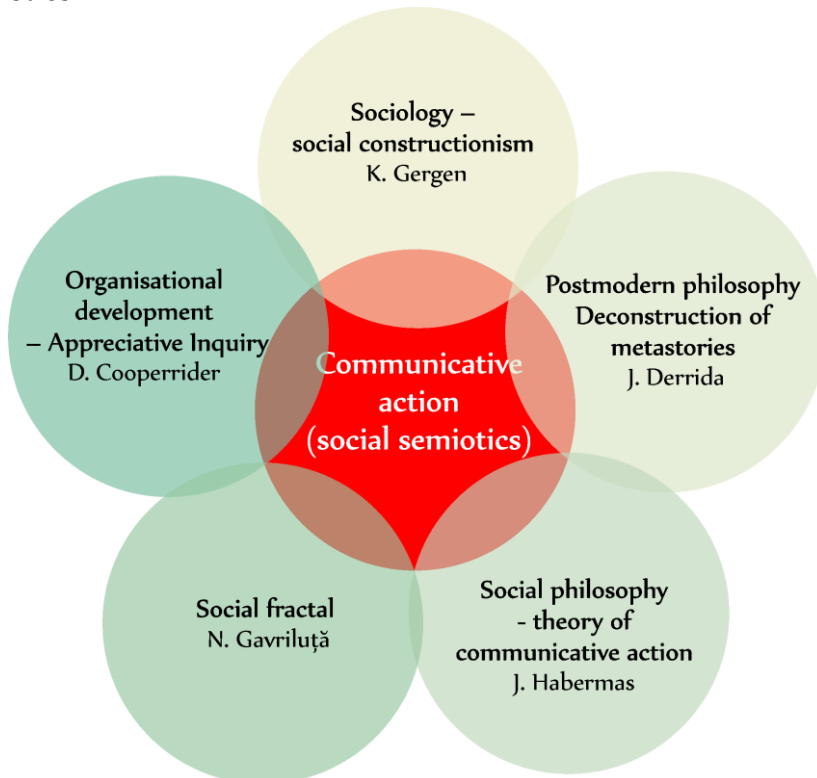 Sociology –
social constructionism
K. Gergen
Organisational
development
– Appreciative Inquiry
D. Cooperrider
Postmodern philosophy
Deconstruction of
metastories
J. Derrida
Communicative
action
(social semiotics)
Social fractal
N. Gavriluță
Social philosophy
- theory of
communicative action
J. Habermas